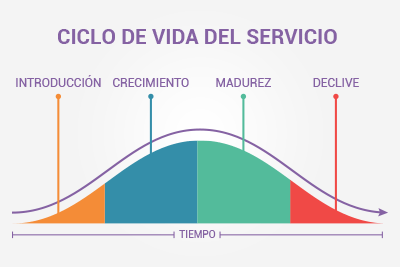 CICLO DE VIDA DEL SERVICIO
INTRODUCCIÓN CRECIMIENTO MADUREZ DECLIVE
TIEMPO